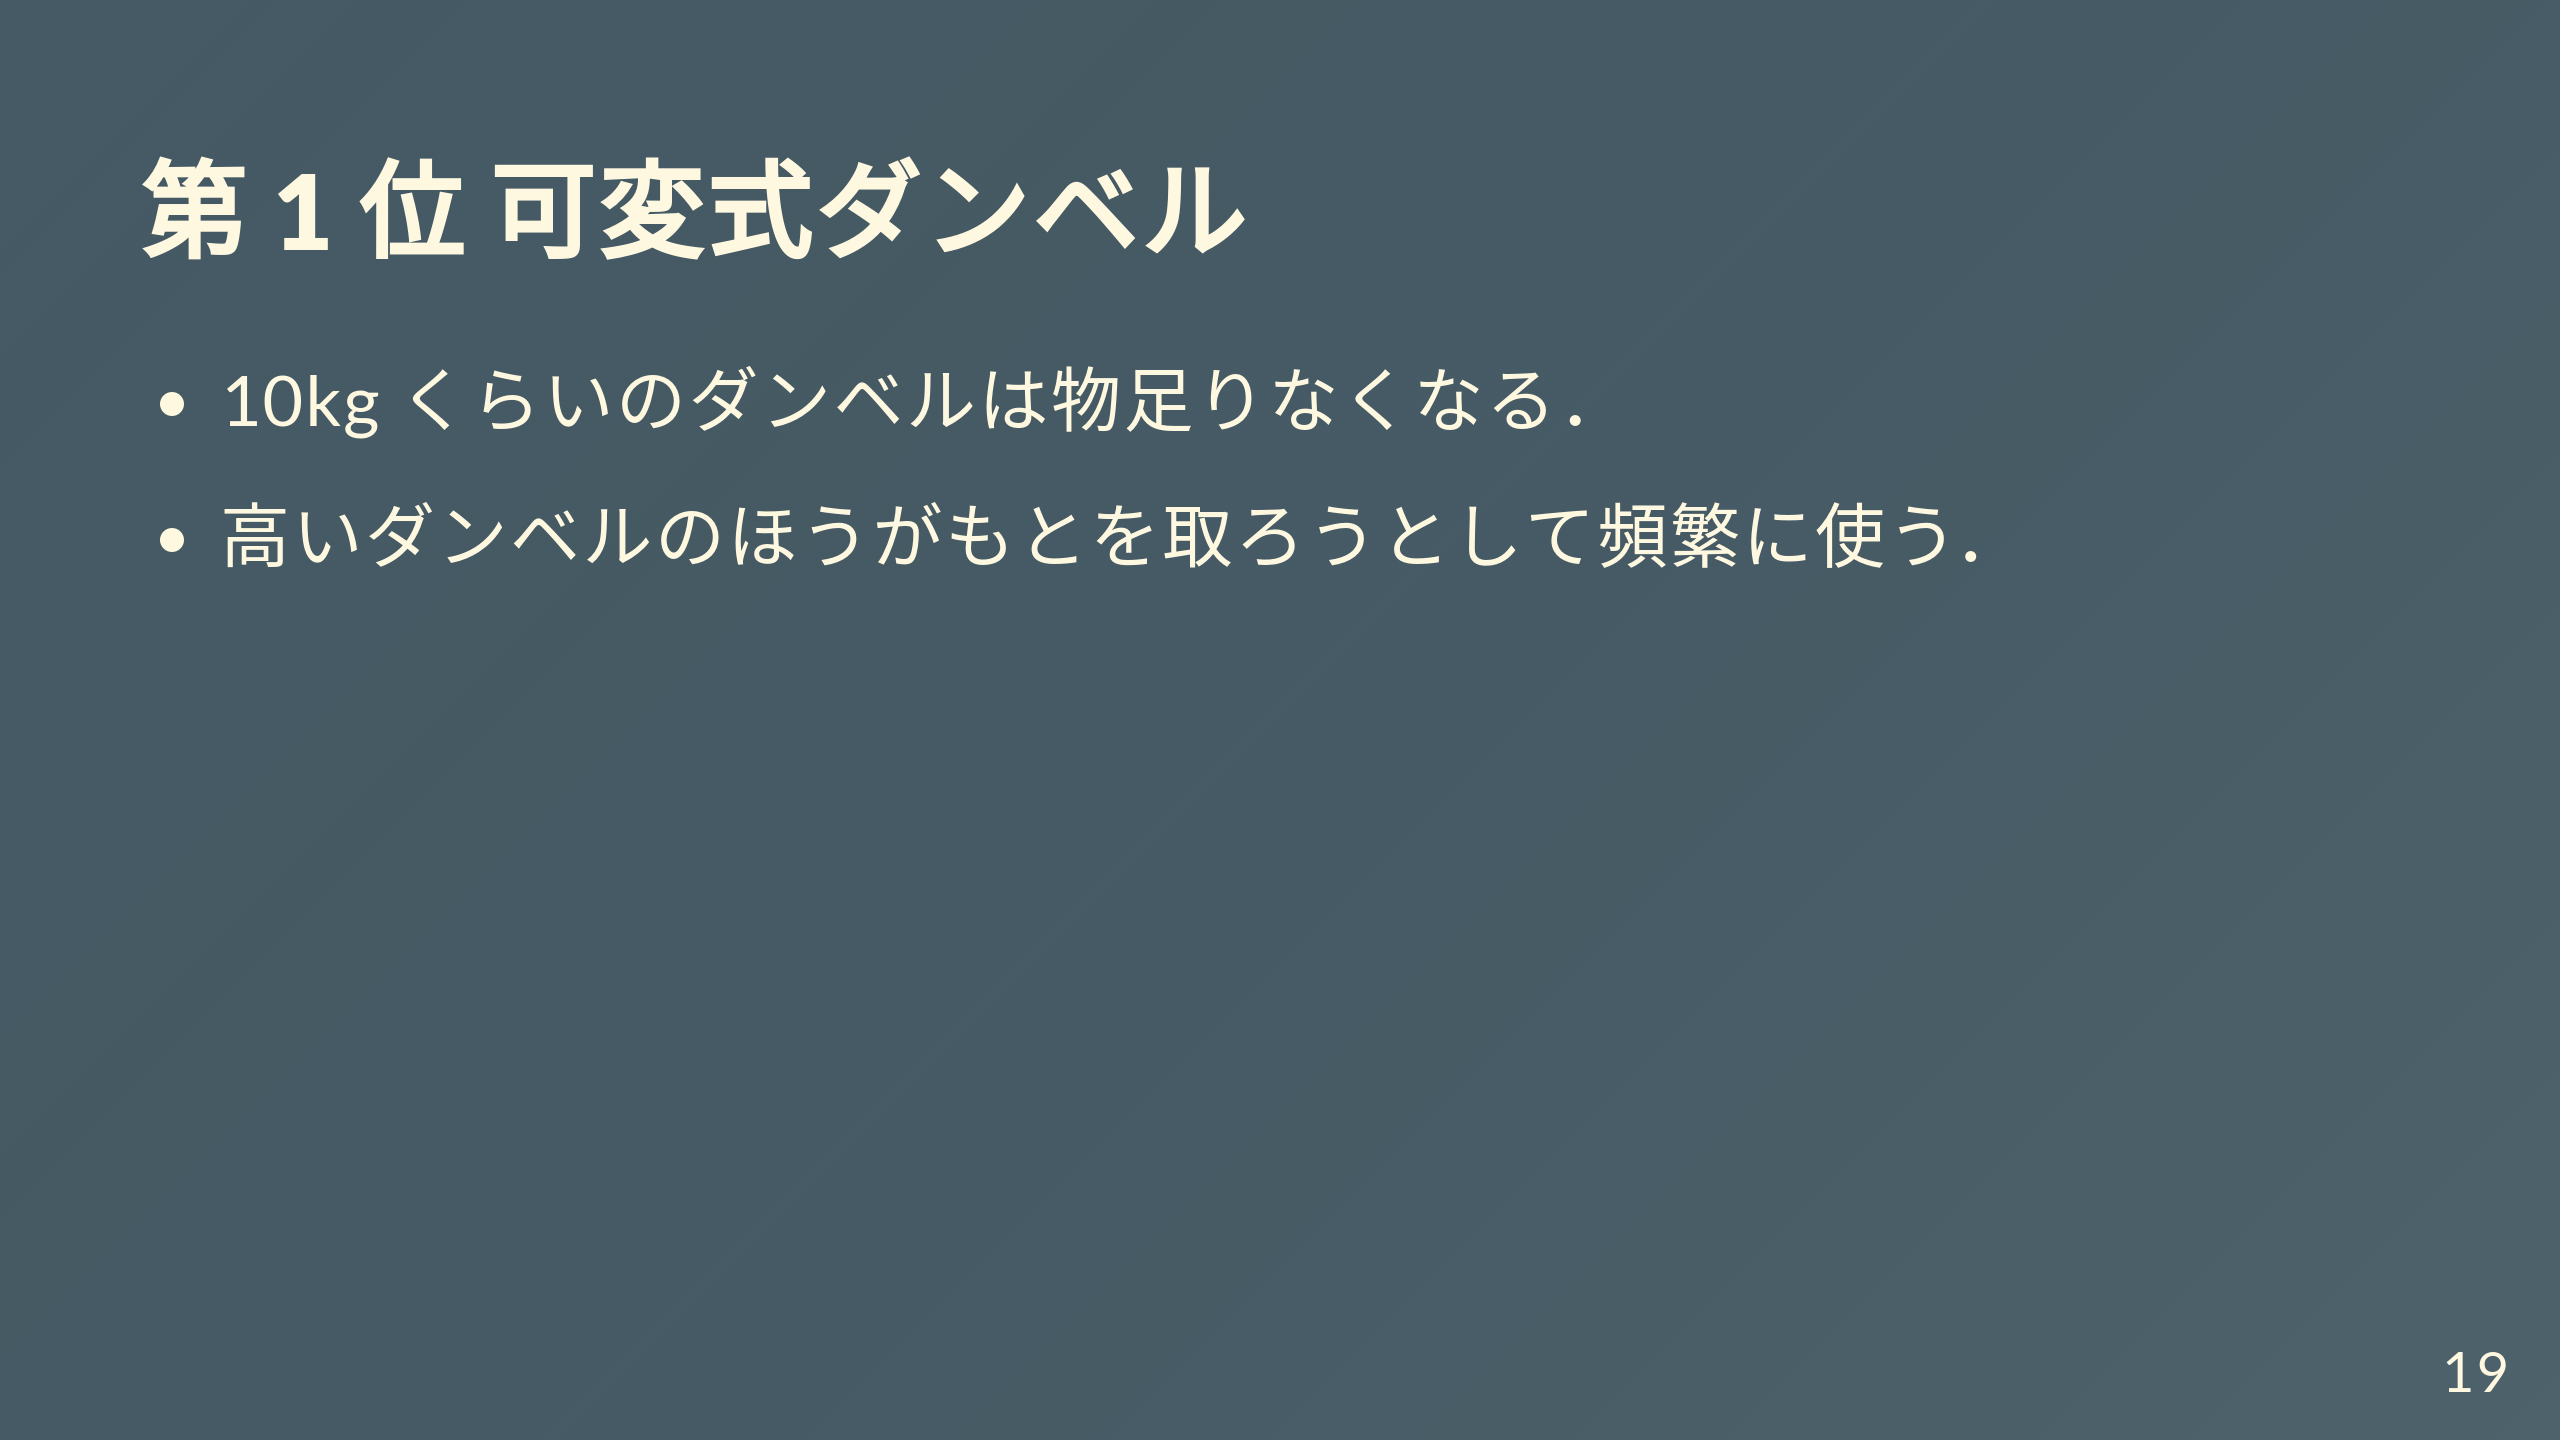 第 1 位 可変式ダンベル
• 10kg くらいのダンベルは物足りなくなる．
• 高いダンベルのほうがもとを取ろうとして頻繁に使う．
19